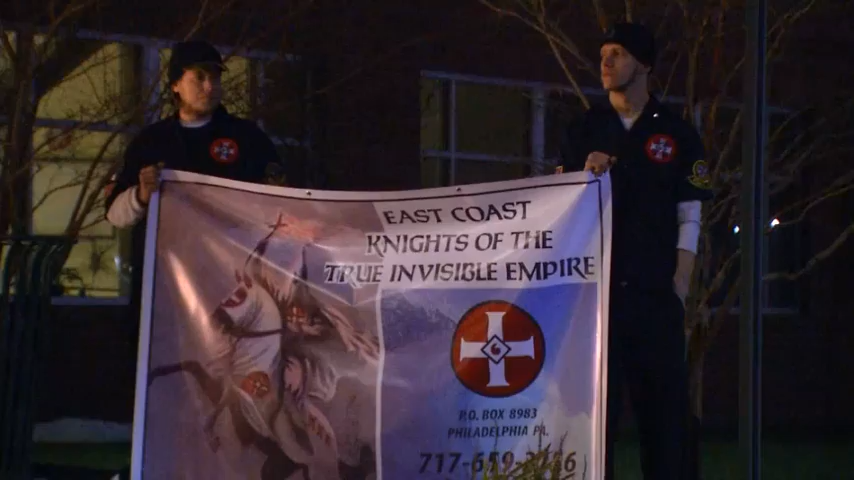 EAST COAST
KNIGHTS OF THE
TRUE INVISIBLE EMPIRE
P.O. BOX 8983
PHILADELPHIA PA.